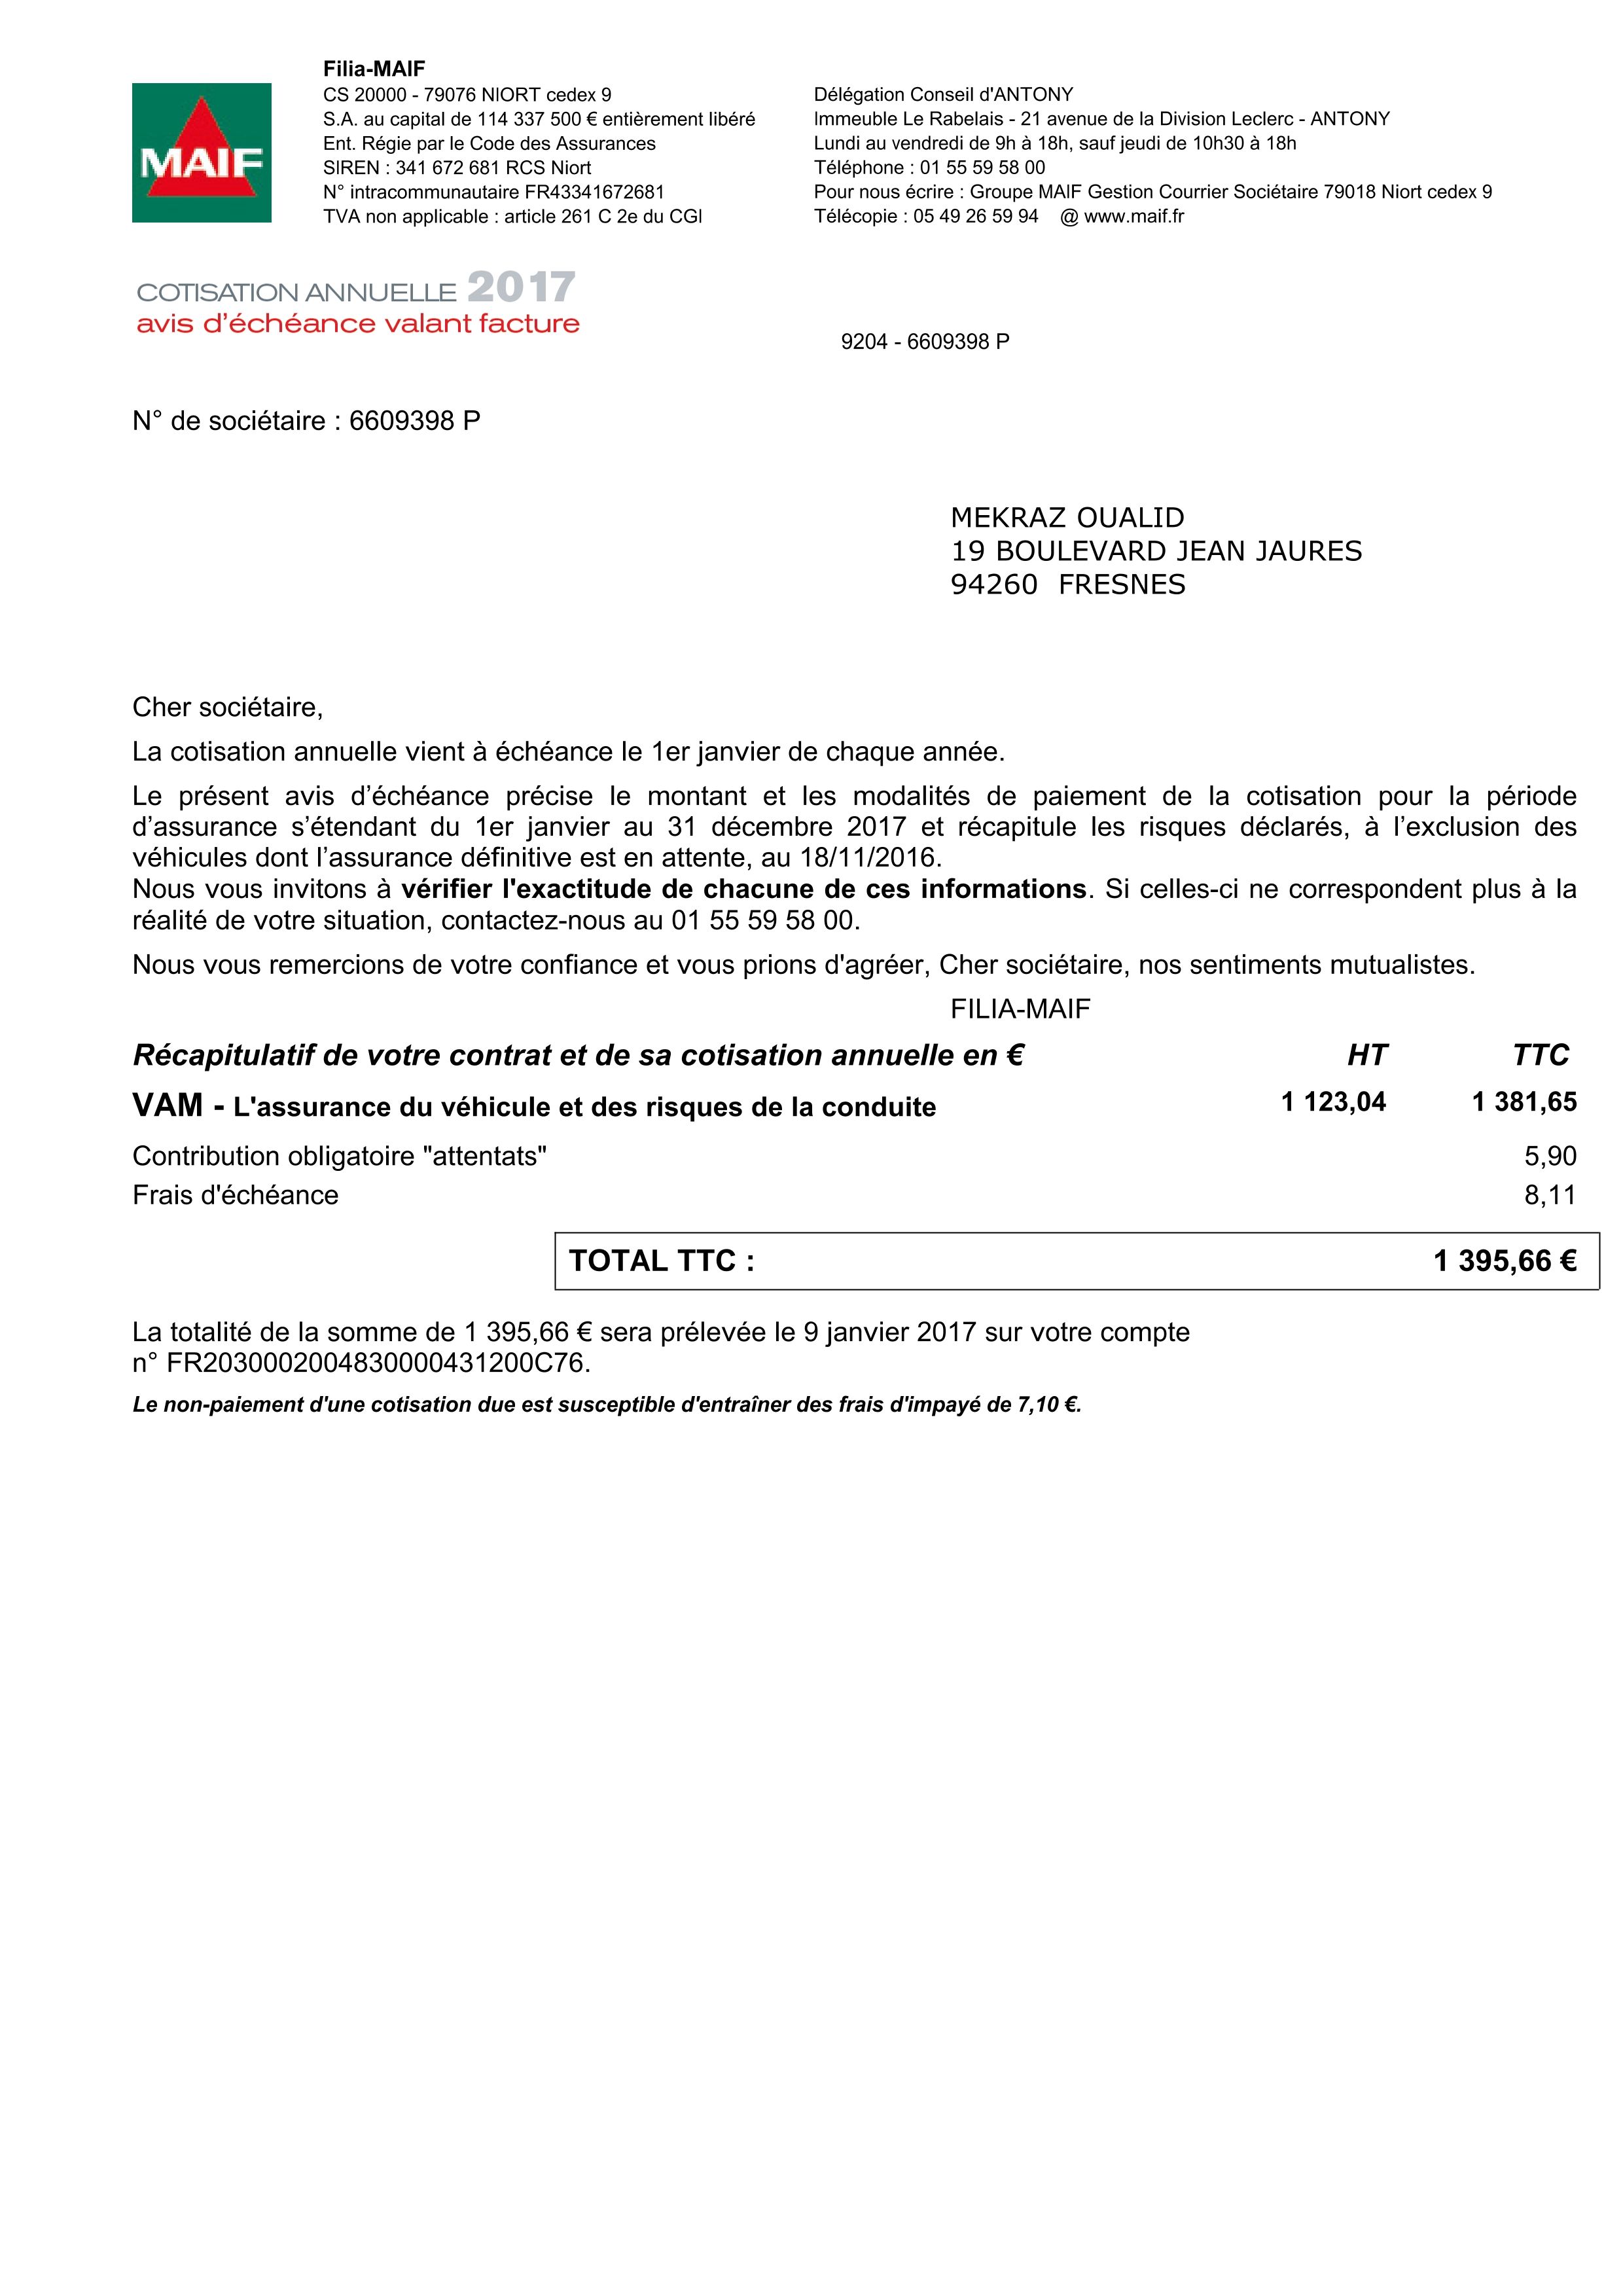 MAIF
Filia-MAIF
CS 20000 - 79076 NIORT cedex 9
S.A. au capital de 114 337 500 € entièrement libéré
Ent. Régie par le Code des Assurances
SIREN : 341 672 681 RCS Niort
N° intracommunautaire FR43341672681
TVA non applicable : article 261 C 2e du CGI
Délégation Conseil d'ANTONY
Immeuble Le Rabelais - 21 avenue de la Division Leclerc - ANTONY
Lundi au vendredi de 9h à 18h, sauf jeudi de 10h30 à 18h
Téléphone : 01 55 59 58 00
Pour nous écrire : Groupe MAIF Gestion Courrier Sociétaire 79018 Niort cedex 9
Télécopie : 05 49 26 59 94 @ www.maif.fr
COTISATION ANNUELLE 2017
avis d'échéance valant facture
9204 - 6609398 P
N° de sociétaire : 6609398 P
MEKRAZ OUALID
19 BOULEVARD JEAN JAURES
94260 FRESNES
Cher sociétaire,
La cotisation annuelle vient à échéance le 1er janvier de chaque année.
Le présent avis d’échéance précise le montant et les modalités de paiement de la cotisation pour la période
d’assurance s’étendant du 1er janvier au 31 décembre 2017 et récapitule les risques déclarés, à l’exclusion des
véhicules dont l’assurance définitive est en attente, au 18/11/2016.
Nous vous invitons à vérifier l'exactitude de chacune de ces informations. Si celles-ci ne correspondent plus à la
réalité de votre situation, contactez-nous au 01 55 59 58 00.
Nous vous remercions de votre confiance et vous prions d'agréer, Cher sociétaire, nos sentiments mutualistes.
FILIA-MAIF
Récapitulatif de votre contrat et de sa cotisation annuelle en € HT TTC
VAM - L'assurance du véhicule et des risques de la conduite 1 123,04 1 381,65
Contribution obligatoire "attentats" 5,90
Frais d'échéance 8,11
TOTAL TTC : 1 395,66 €
La totalité de la somme de 1 395,66 € sera prélevée le 9 janvier 2017 sur votre compte
n° FR2030002004830000431200C76.
Le non-paiement d'une cotisation due est susceptible d'entraîner des frais d'impayé de 7,10 €.